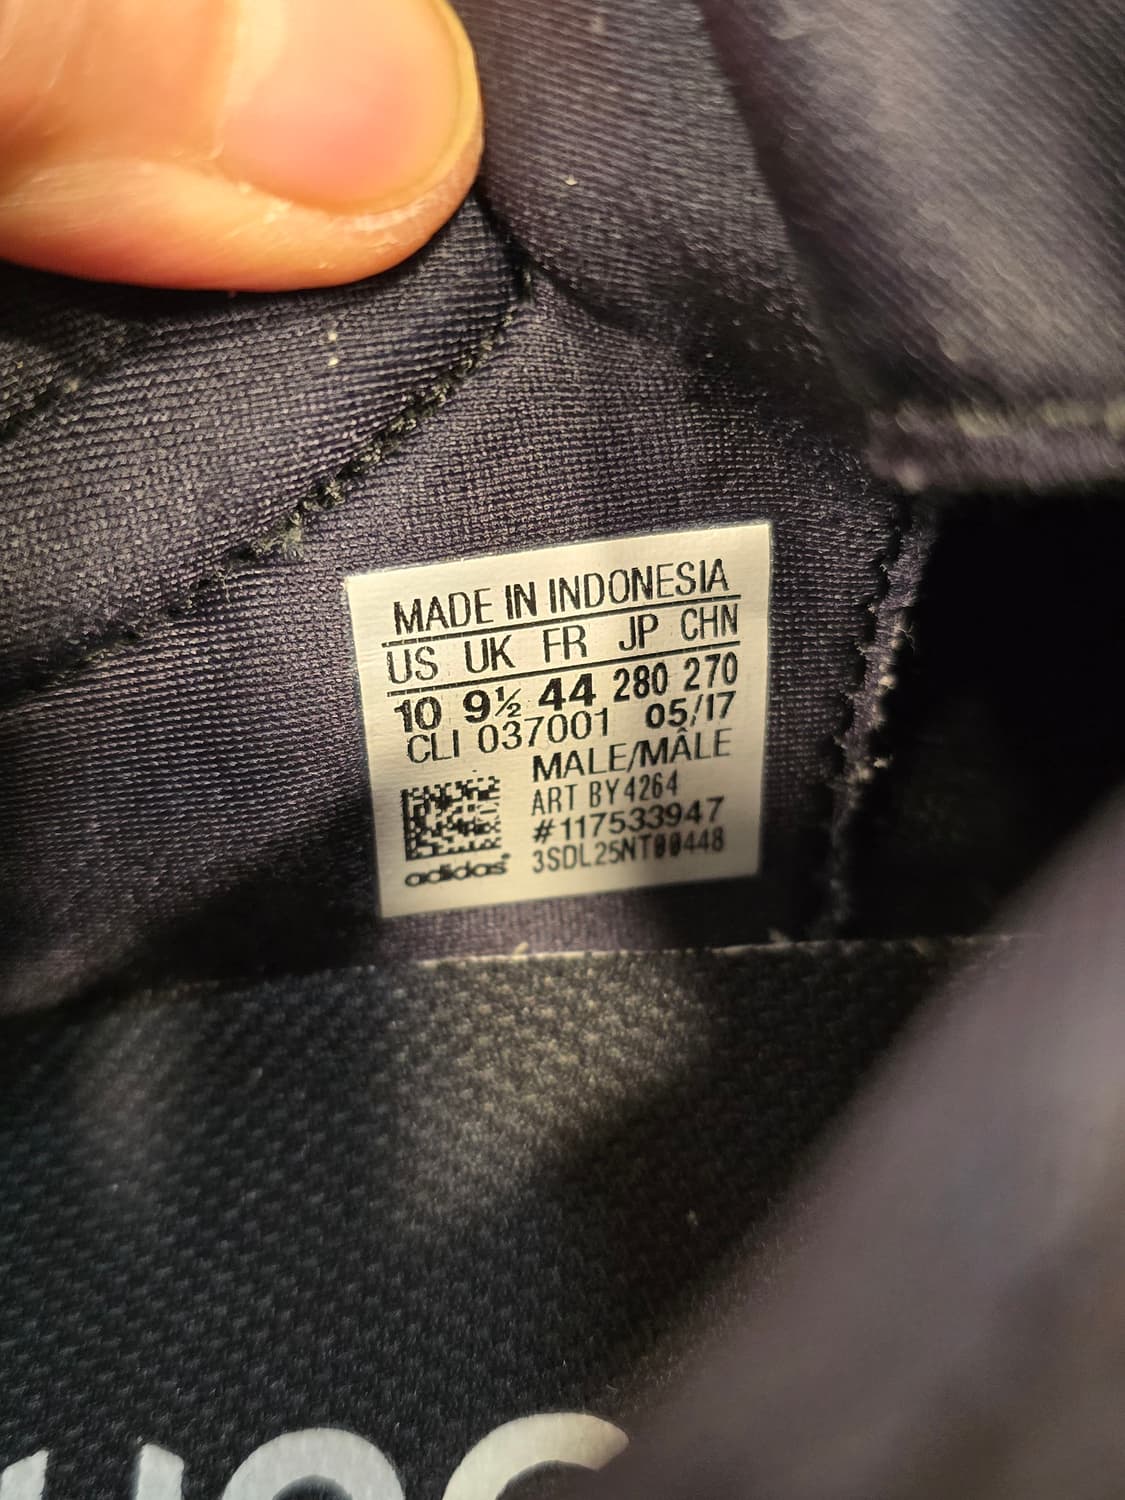 MADE IN INDONESIA
US UK FR JP CHN
10 9½ 44 280 270
CLI 037001 05/17
MALE/MÂLE
ART BY4264
#117533947
3SDL25NT00448
adidas